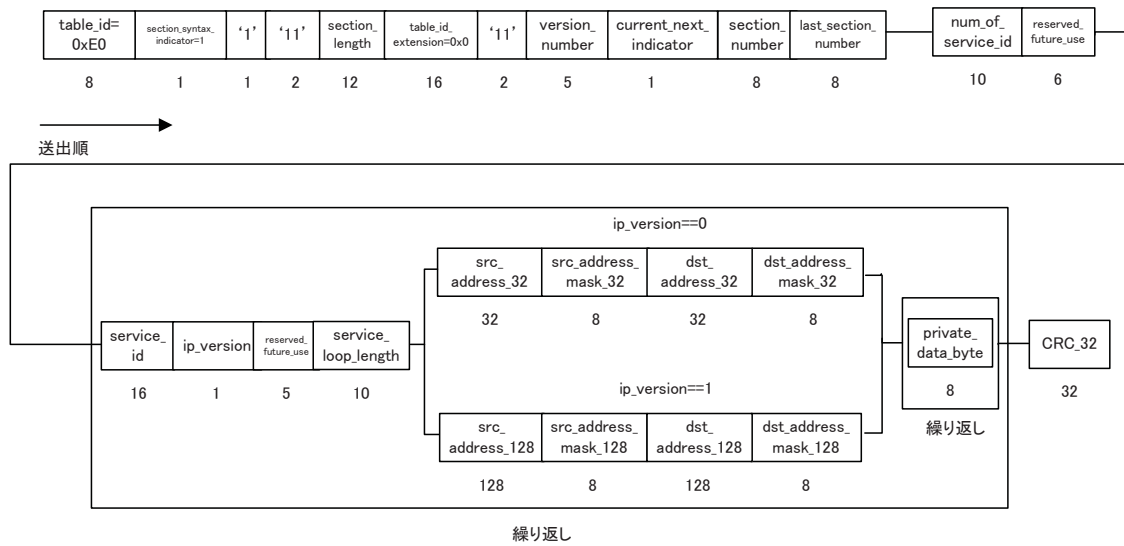 table_id=
0xE0
section_syntax_
indicator=1
‘1’
‘11’
section_
length
table_id_
extension=0x0
‘11’
version_
number
current_next_
indicator
section_
number
last_section_
number
num_of_
service_id
reserved_
future_use
8 1 1 2 12 16 2 5 1 8 8 10 6
送出順
ip_version==0
src_
address_32
src_address_
mask_32
dst_
address_32
dst_address_
mask_32
32 8 32 8
service_
id
ip_version
reserved_
future_use
service_
loop_length
private_
data_byte
CRC_32
16 1 5 10
8
32
ip_version==1
繰り返し
src_
address_128
src_address_
mask_128
dst_
address_128
dst_address_
mask_128
128 8 128 8
繰り返し